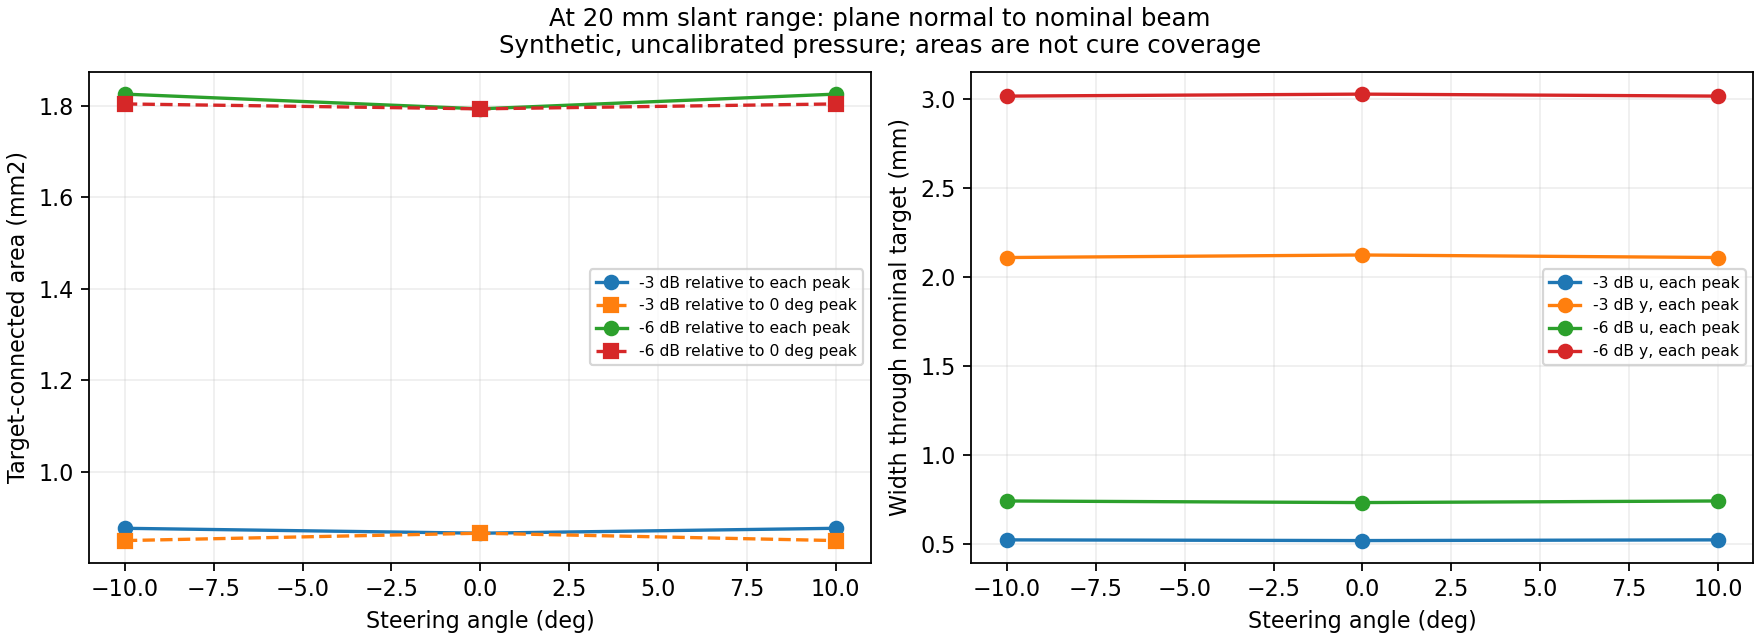 At 20 mm slant range: plane normal to nominal beam
Synthetic, uncalibrated pressure; areas are not cure coverage
Target-connected area (mm2)
1.8
1.6
1.4
1.2
1.0
-3 dB relative to each peak
-3 dB relative to 0 deg peak
-6 dB relative to each peak
-6 dB relative to 0 deg peak
−10.0 −7.5 −5.0 −2.5 0.0 2.5 5.0 7.5 10.0
Steering angle (deg)
Width through nominal target (mm)
3.0
2.5
2.0
1.5
1.0
0.5
-3 dB u, each peak
-3 dB y, each peak
-6 dB u, each peak
-6 dB y, each peak
−10.0 −7.5 −5.0 −2.5 0.0 2.5 5.0 7.5 10.0
Steering angle (deg)